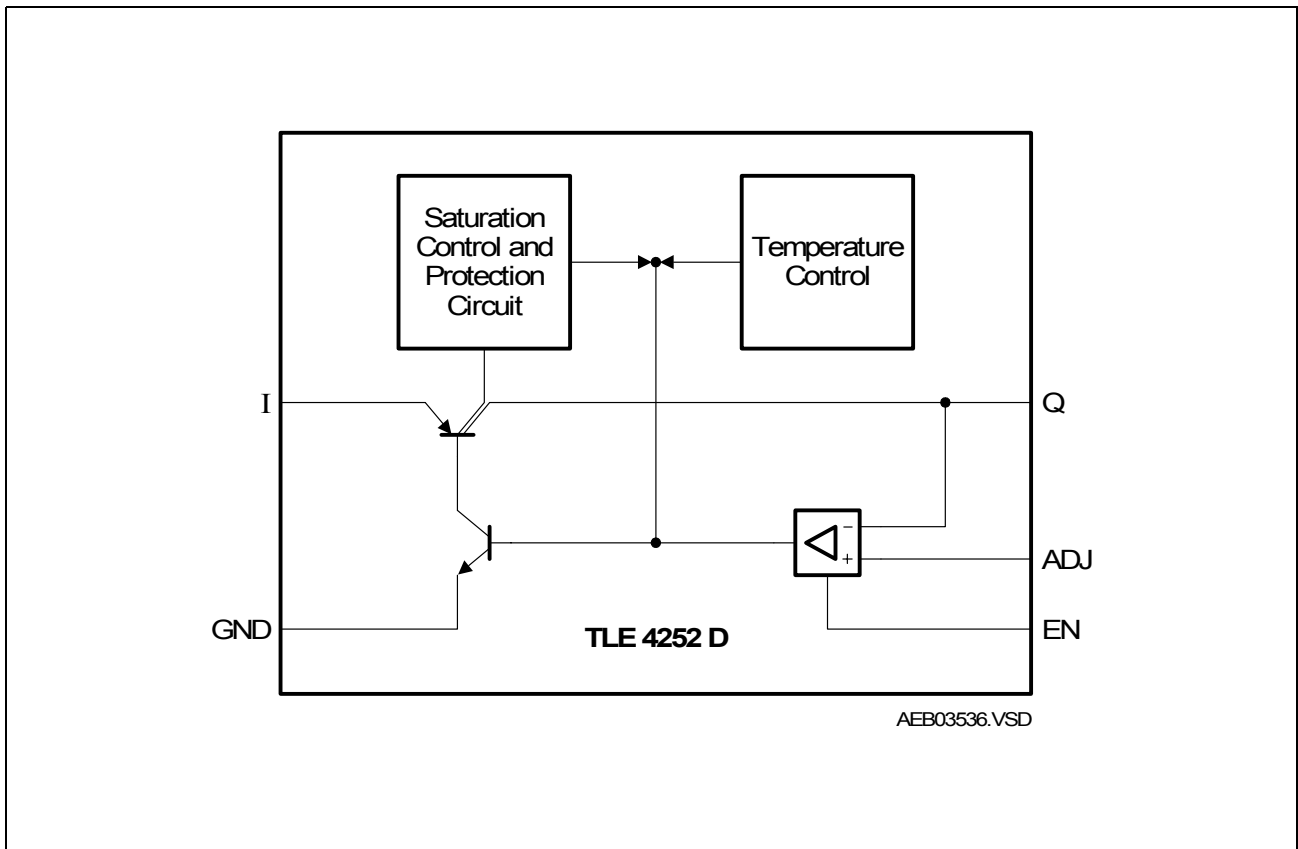 Saturation
Control and
Protection
Circuit
Temperature
Control
I
Q
−
+
ADJ
GND
EN
TLE 4252 D
AEB03536.VSD